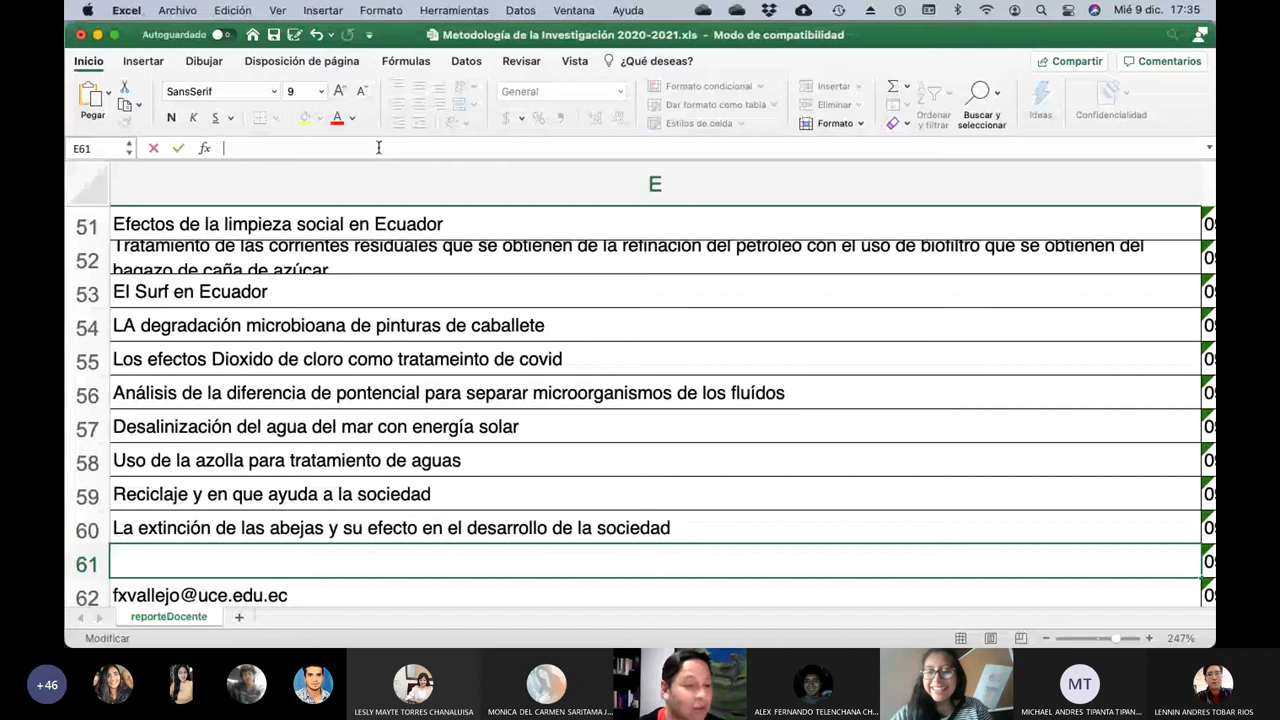 Excel Archivo Edición Ver Insertar Formato Herramientas Datos Ventana Ayuda Mié 9 dic. 17:35
Autoguardado Metodología de la Investigación 2020-2021.xls - Modo de compatibilidad
Inicio Insertar Dibujar Disposición de página Fórmulas Datos Revisar Vista ¿Qué deseas? Compartir Comentarios
SansSerif 9 General Formato condicional Insertar
Dar formato como tabla Eliminar
Pegar N K S A Estilos de celda Formato Ordenar y filtrar Buscar y seleccionar Ideas Confidencialidad
E61 fx
E
51 Efectos de la limpieza social en Ecuador
52 Tratamiento de las corrientes residuales que se obtienen de la refinación del petroleo con el uso de biofiltro que se obtienen del
bagazo de caña de azúcar
53 El Surf en Ecuador
54 LA degradación microbioana de pinturas de caballete
55 Los efectos Dioxido de cloro como tratameinto de covid
56 Análisis de la diferencia de pontencial para separar microorganismos de los fluídos
57 Desalinización del agua del mar con energía solar
58 Uso de la azolla para tratamiento de aguas
59 Reciclaje y en que ayuda a la sociedad
60 La extinción de las abejas y su efecto en el desarrollo de la sociedad
61
62 fxvallejo@uce.edu.ec
reporteDocente +
Modificar 247%
+46 MT
LESLY MAYTE TORRES CHANALUISA MONICA DEL CARMEN SARITAMA J... ALEX FERNANDO TELENCHANA CH... MICHAEL ANDRES TIPANTA TIPAN... LENNIN ANDRES TOBAR RIOS